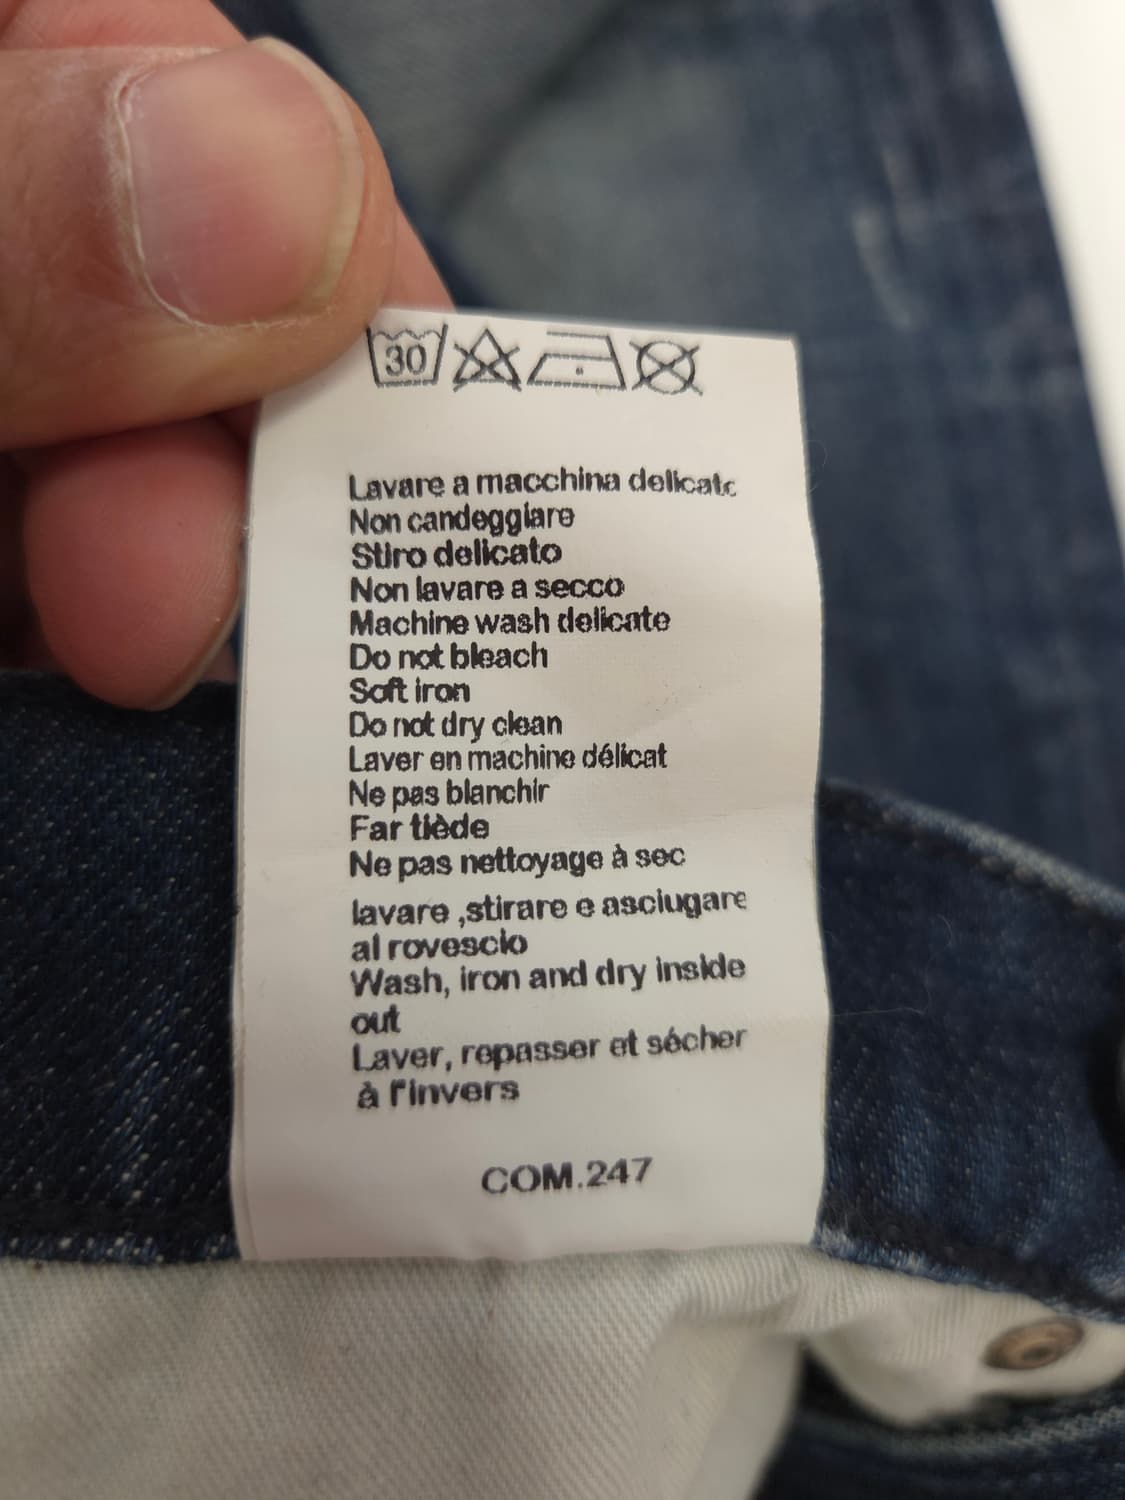 30
Lavare a macchina delicato
Non candeggiare
Stiro delicato
Non lavare a secco
Machine wash delicate
Do not bleach
Soft iron
Do not dry clean
Laver en machine délicat
Ne pas blanchir
Far tiède
Ne pas nettoyage à sec
lavare ,stirare e asciugare
al rovescio
Wash, iron and dry inside
out
Laver, repasser et sécher
à l'invers
COM.247